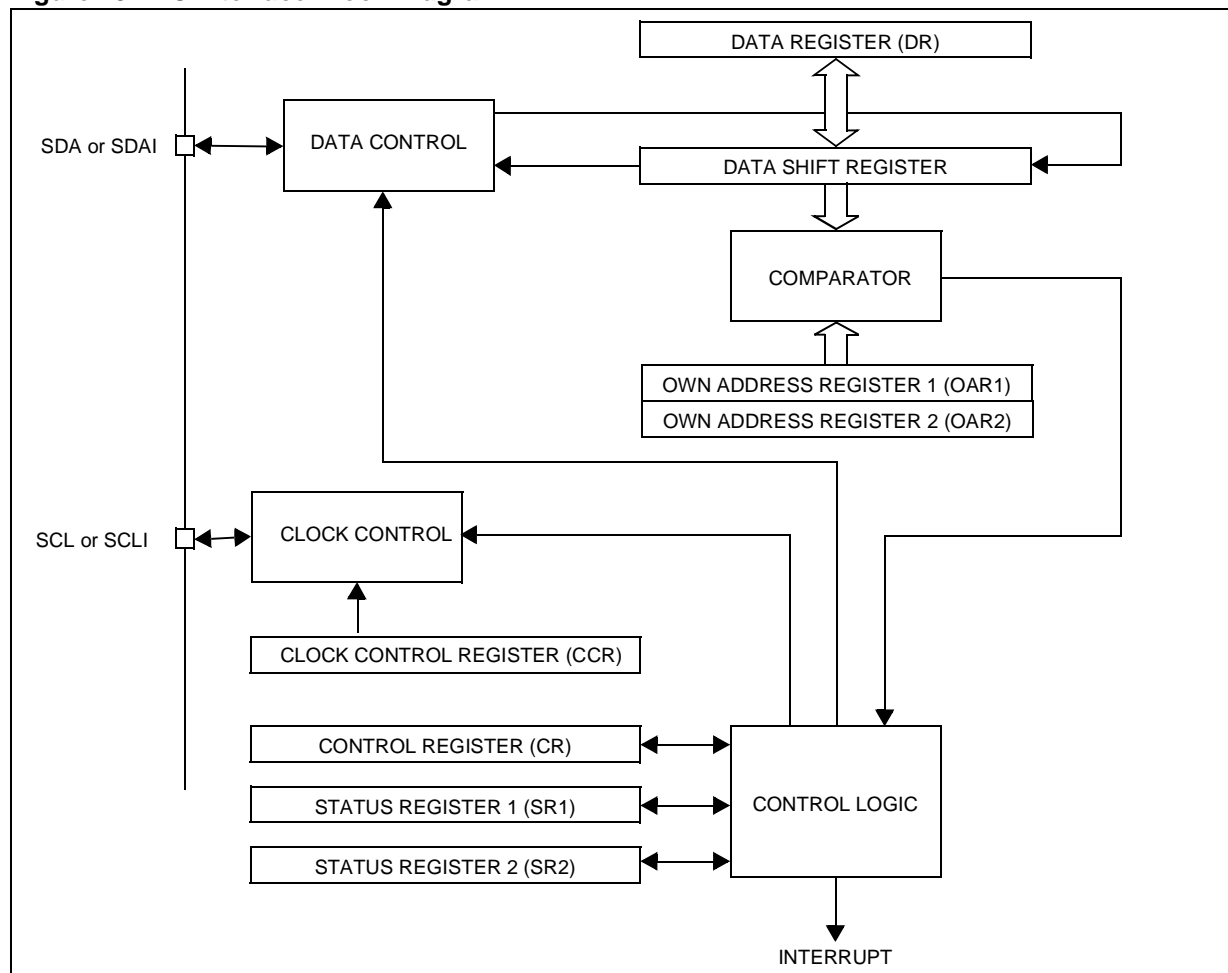 DATA REGISTER (DR)
SDA or SDAI
DATA CONTROL
DATA SHIFT REGISTER
COMPARATOR
OWN ADDRESS REGISTER 1 (OAR1)
OWN ADDRESS REGISTER 2 (OAR2)
SCL or SCLI
CLOCK CONTROL
CLOCK CONTROL REGISTER (CCR)
CONTROL REGISTER (CR)
STATUS REGISTER 1 (SR1)
CONTROL LOGIC
STATUS REGISTER 2 (SR2)
INTERRUPT